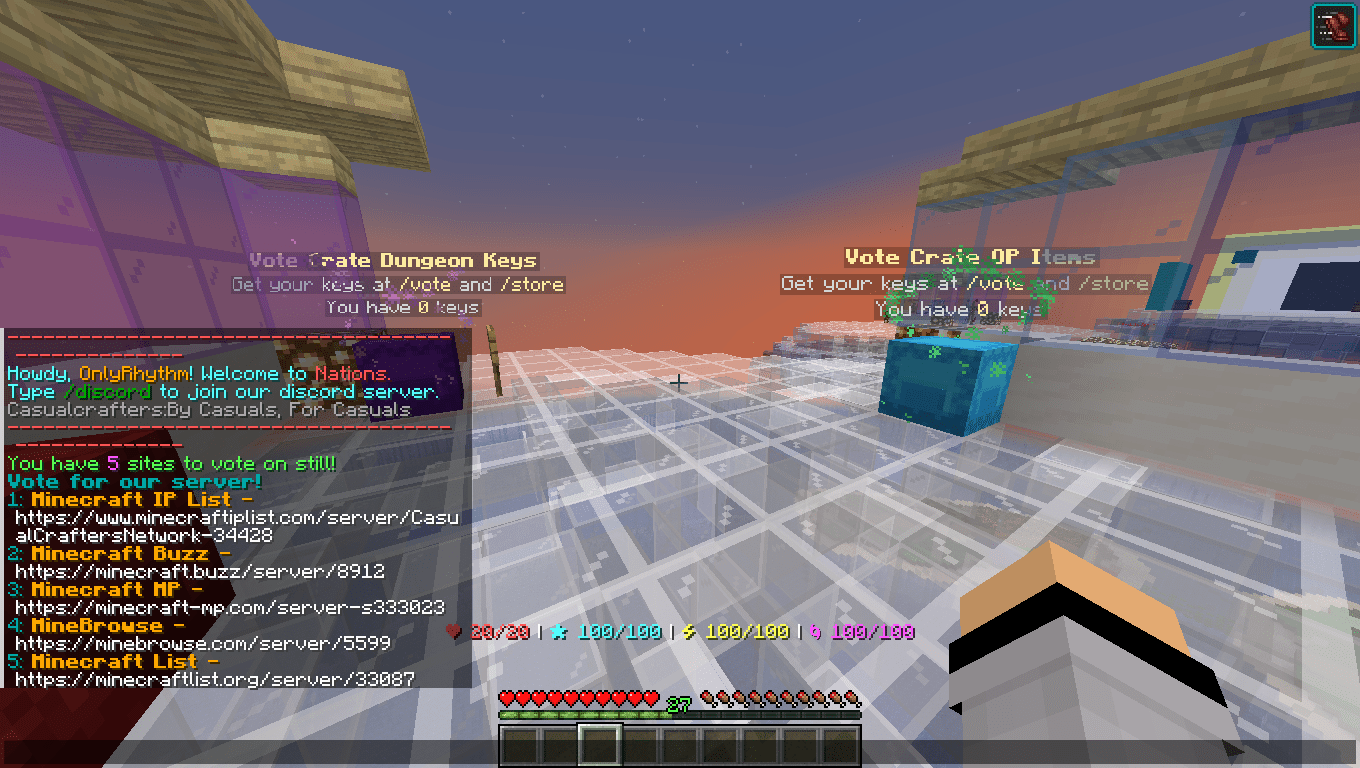 Vote Crate Dungeon Keys
Get your keys at /vote and /store
You have 0 keys
Vote Crate OP Items
Get your keys at /vote and /store
You have 0 keys
Howdy, OnlyRhythm! Welcome to Nations.
Type /discord to join our discord server.
Casualcrafters:By Casuals, For Casuals
You have 5 sites to vote on still!
Vote for our server!
1: Minecraft IP List -
https://www.minecraftiplist.com/server/Casu
alCraftersNetwork-34428
2: Minecraft Buzz -
https://minecraft.buzz/server/8912
3: Minecraft MP -
https://minecraft-mp.com/server-s333023
4: MineBrowse -
https://minebrowse.com/server/5599
5: Minecraft List -
https://minecraftlist.org/server/33087
20/20 | 100/100 | 100/100 | 100/100
27